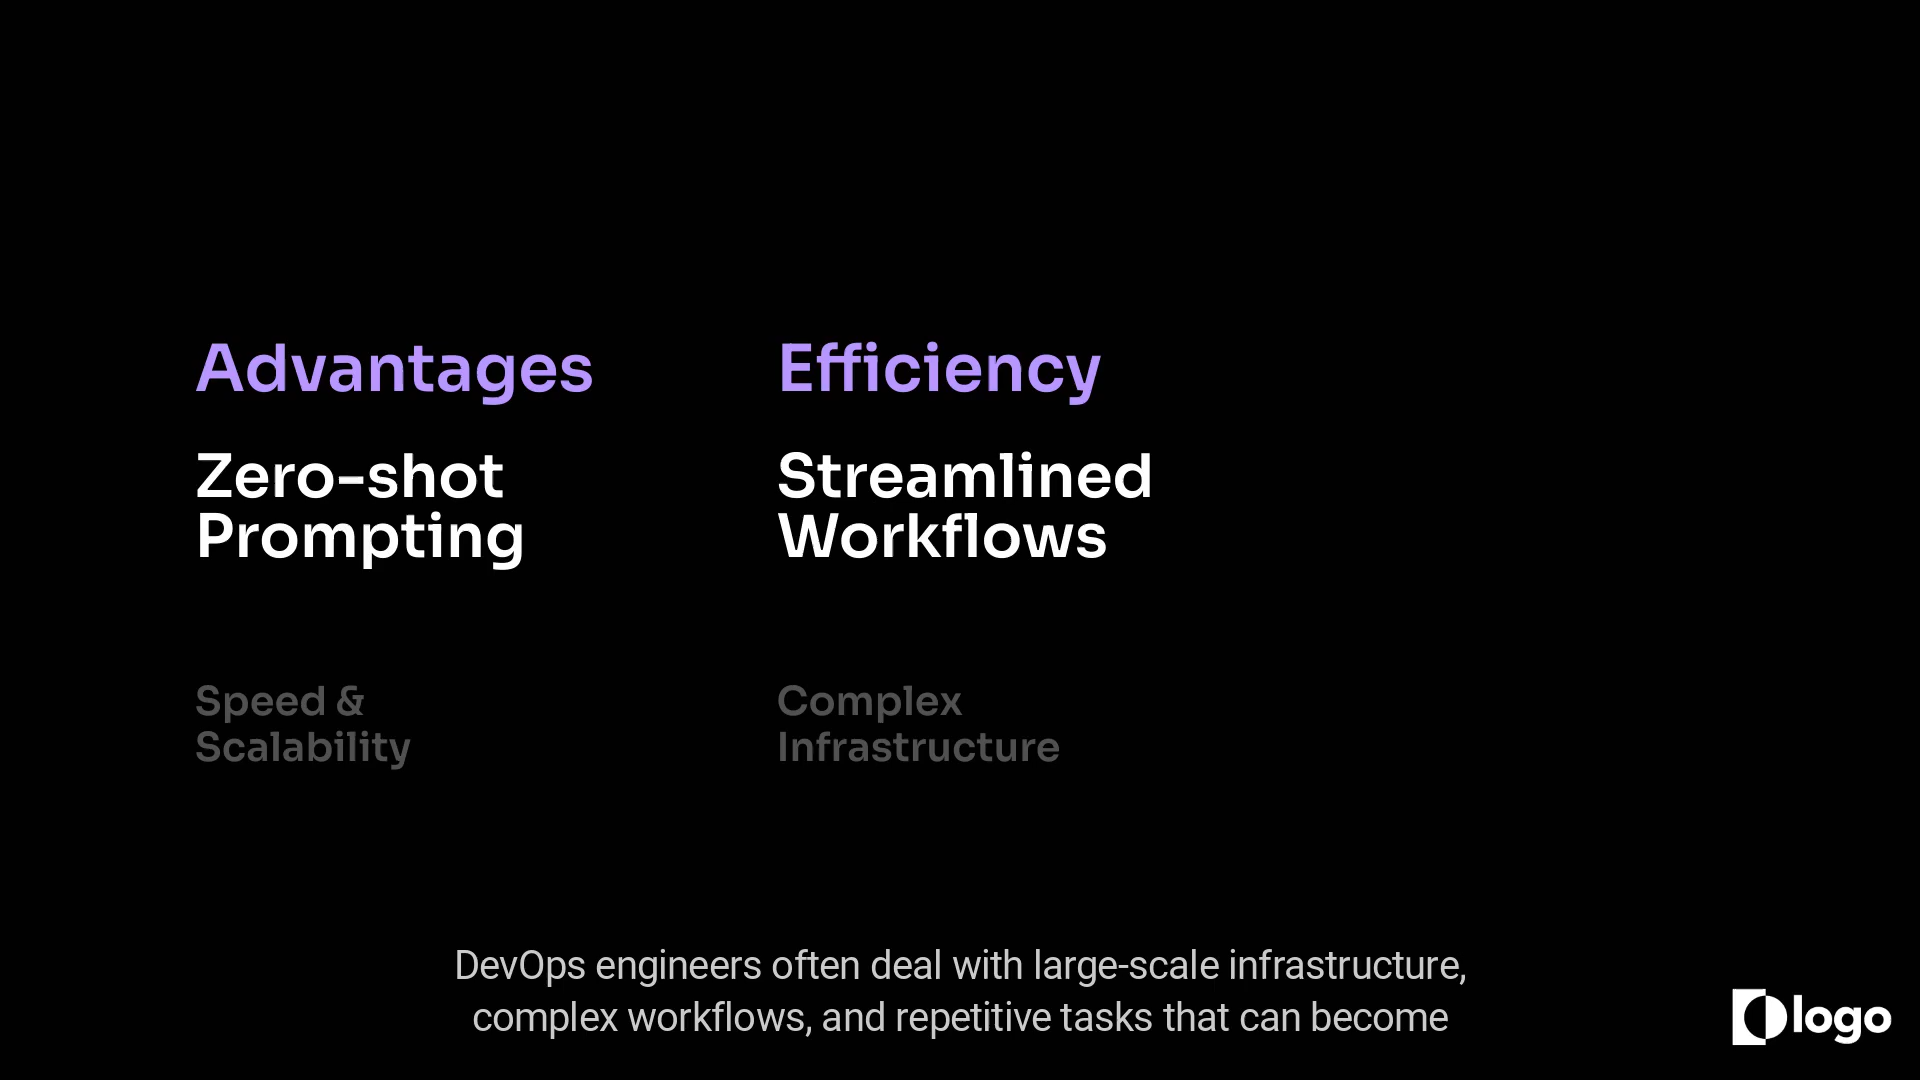 Advantages
Zero-shot
Prompting
Speed &
Scalability
Efficiency
Streamlined
Workflows
Complex
Infrastructure
DevOps engineers often deal with large-scale infrastructure,
complex workflows, and repetitive tasks that can become
logo